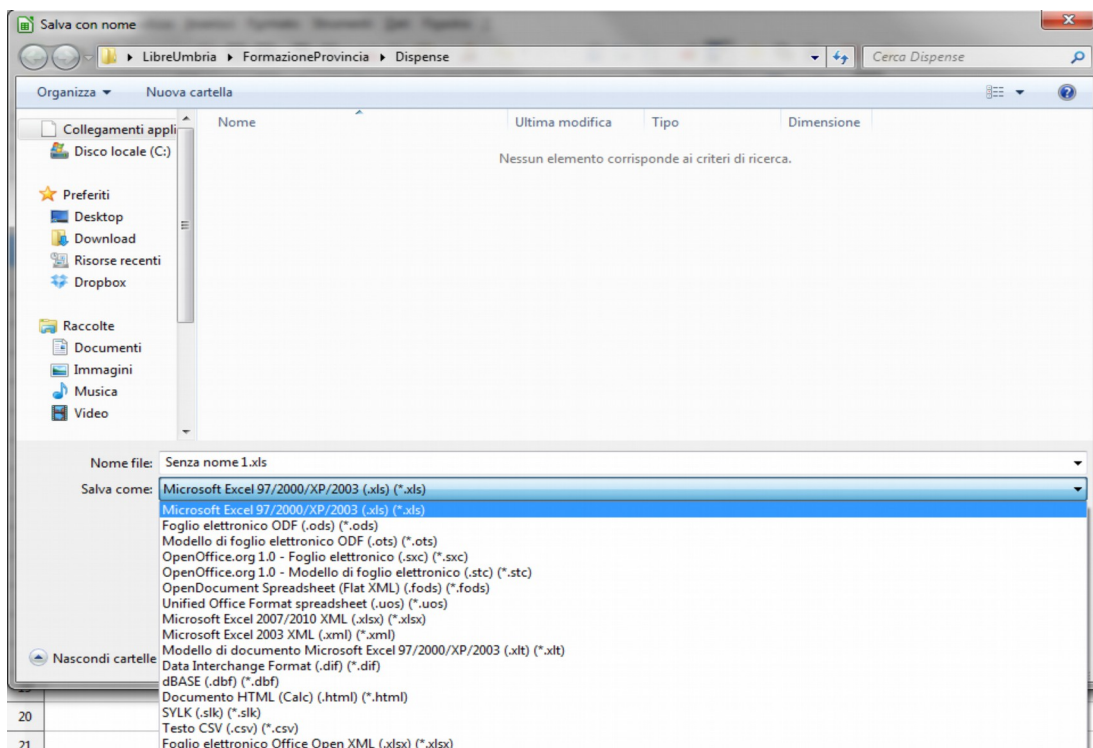 Salva con nome
LibreUmbria ▸ FormazioneProvincia ▸ Dispense
Cerca Dispense
Organizza
Nuova cartella
Nome
Ultima modifica
Tipo
Dimensione
Nessun elemento corrisponde ai criteri di ricerca.
Collegamenti appli
Disco locale (C:)
Preferiti
Desktop
Download
Risorse recenti
Dropbox
Raccolte
Documenti
Immagini
Musica
Video
Nome file: Senza nome 1.xls
Salva come: Microsoft Excel 97/2000/XP/2003 (.xls) (*.xls)
Microsoft Excel 97/2000/XP/2003 (.xls) (*.xls)
Foglio elettronico ODF (.ods) (*.ods)
Modello di foglio elettronico ODF (.ots) (*.ots)
OpenOffice.org 1.0 - Foglio elettronico (.sxc) (*.sxc)
OpenOffice.org 1.0 - Modello di foglio elettronico (.stc) (*.stc)
OpenDocument Spreadsheet (Flat XML) (.fods) (*.fods)
Unified Office Format spreadsheet (.uos) (*.uos)
Microsoft Excel 2007/2010 XML (.xlsx) (*.xlsx)
Microsoft Excel 2003 XML (.xml) (*.xml)
Modello di documento Microsoft Excel 97/2000/XP/2003 (.xlt) (*.xlt)
Data Interchange Format (.dif) (*.dif)
dBASE (.dbf) (*.dbf)
Documento HTML (Calc) (.html) (*.html)
SYLK (.slk) (*.slk)
Testo CSV (.csv) (*.csv)
Foglio elettronico Office Open XML (.xlsx) (*.xlsx)
Nascondi cartelle
20
21